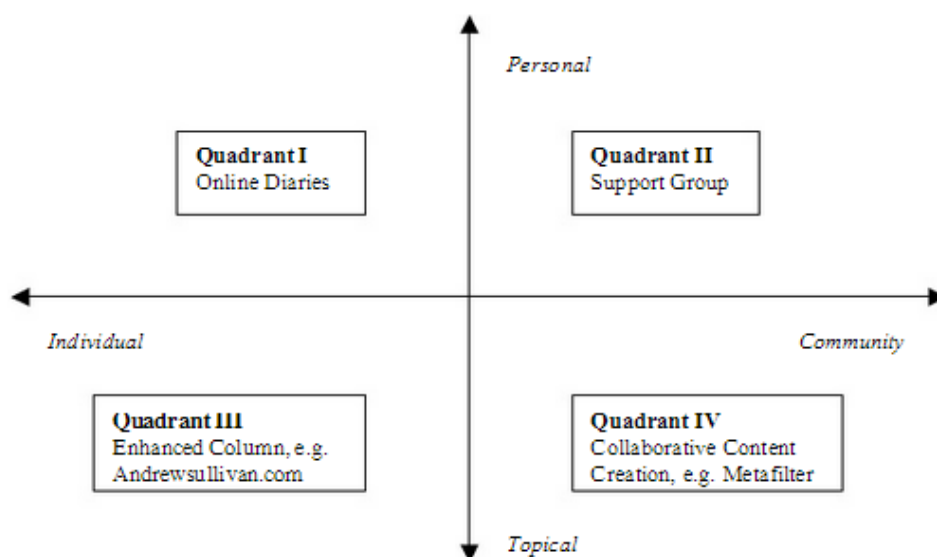 Personal
Quadrant I
Online Diaries
Quadrant II
Support Group
Individual
Community
Quadrant III
Enhanced Column, e.g.
Andrewsullivan.com
Quadrant IV
Collaborative Content
Creation, e.g. Metafilter
Topical